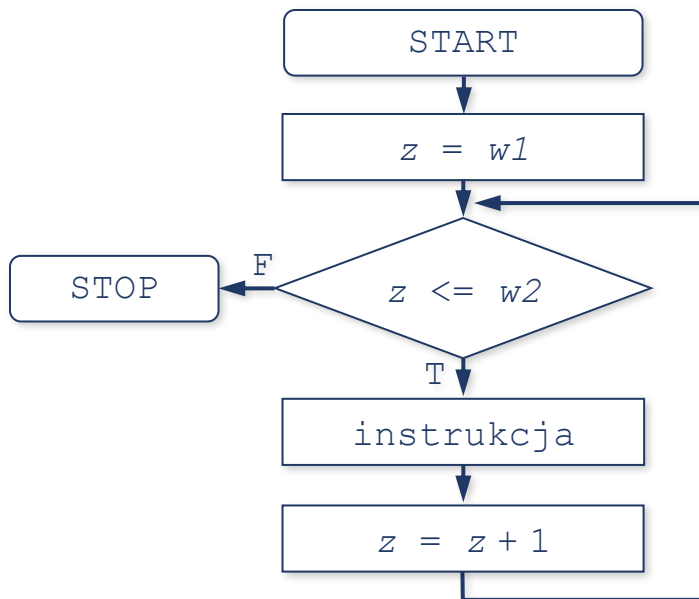 START
z = w1
F
STOP
z <= w2
T
instrukcja
z = z + 1